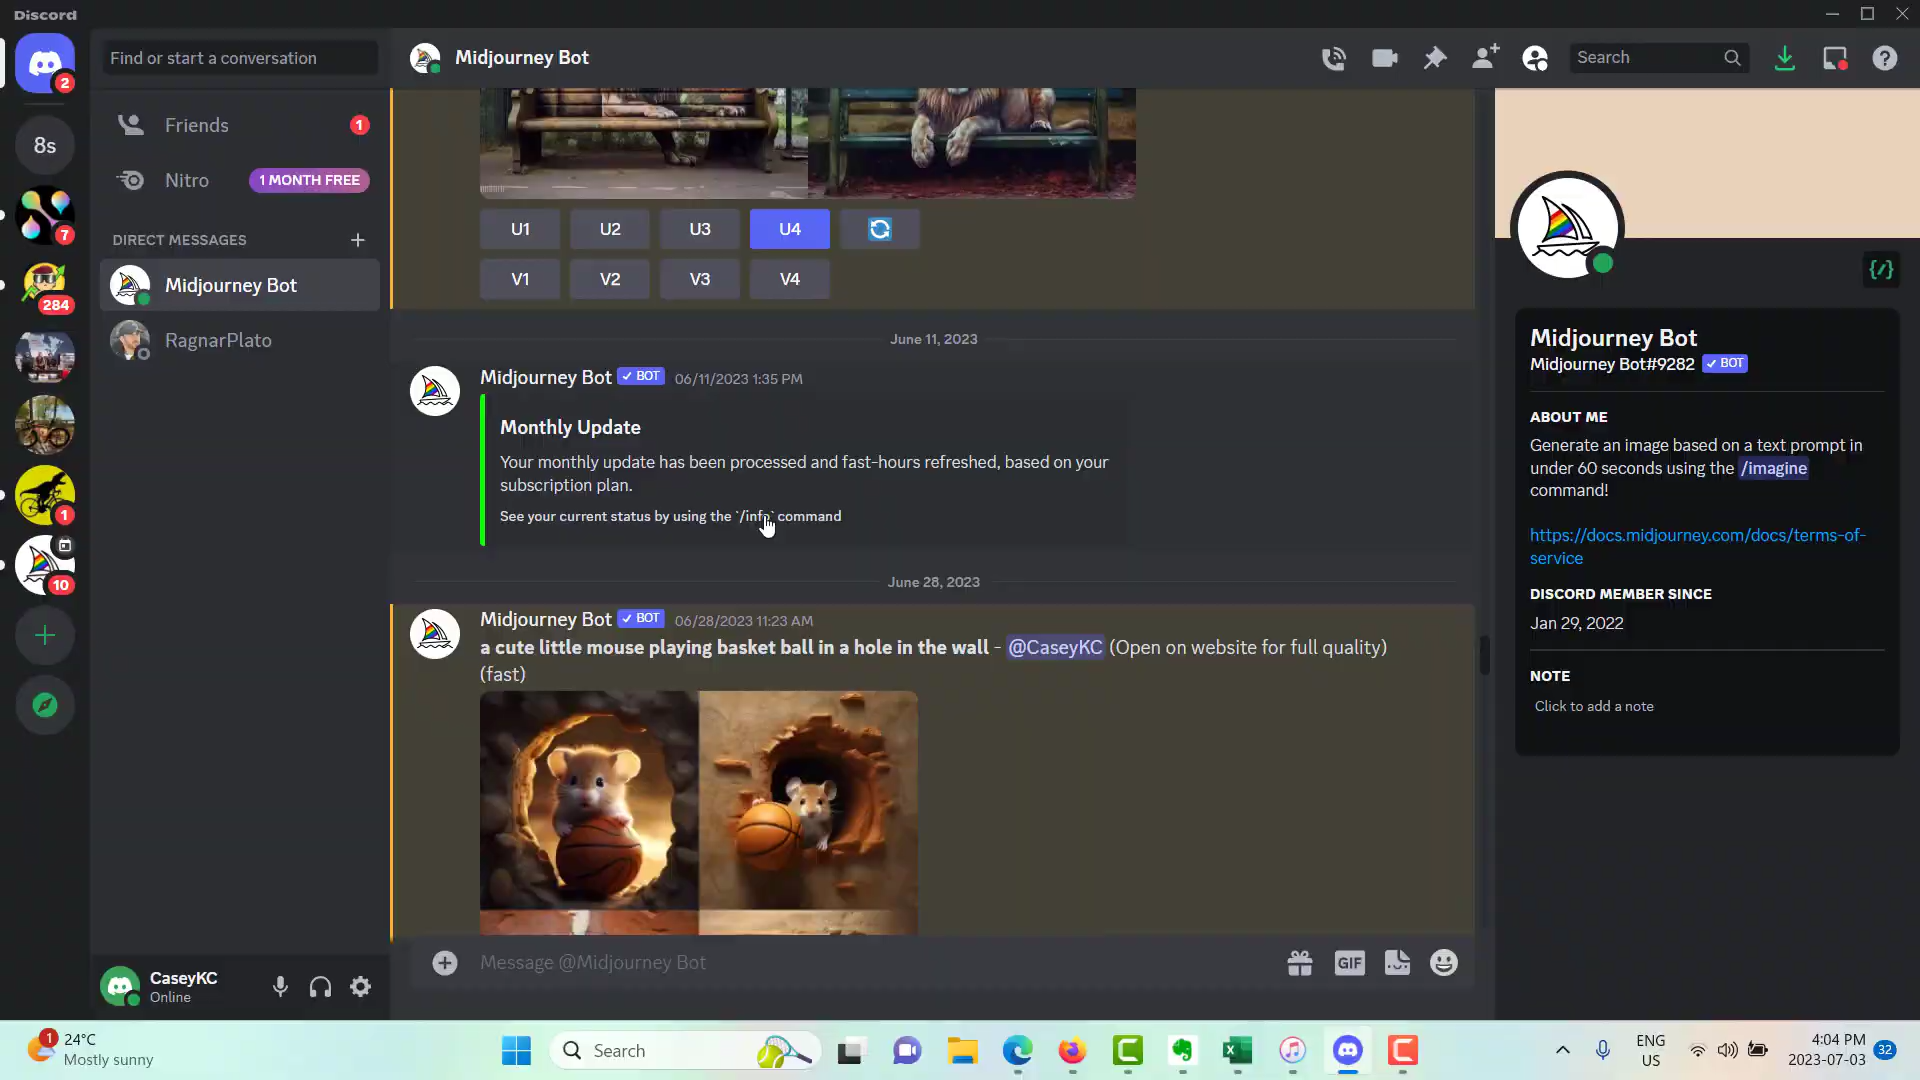 Discord
Find or start a conversation
Friends
1
Nitro
1 MONTH FREE
DIRECT MESSAGES
Midjourney Bot
RagnarPlato
2
8s
7
284
1
10
CaseyKC
Online
Midjourney Bot
Search
U1
U2
U3
U4
V1
V2
V3
V4
June 11, 2023
Midjourney Bot
BOT
06/11/2023 1:35 PM
Monthly Update
Your monthly update has been processed and fast-hours refreshed, based on your
subscription plan.
See your current status by using the `/info` command
June 28, 2023
Midjourney Bot
BOT
06/28/2023 11:23 AM
a cute little mouse playing basket ball in a hole in the wall - @CaseyKC (Open on website for full quality)
(fast)
Message @Midjourney Bot
GIF
Midjourney Bot
Midjourney Bot#9282
BOT
ABOUT ME
Generate an image based on a text prompt in
under 60 seconds using the /imagine
command!
https://docs.midjourney.com/docs/terms-of-
service
DISCORD MEMBER SINCE
Jan 29, 2022
NOTE
Click to add a note
1
24°C
Mostly sunny
Search
ENG
US
4:04 PM
2023-07-03
32